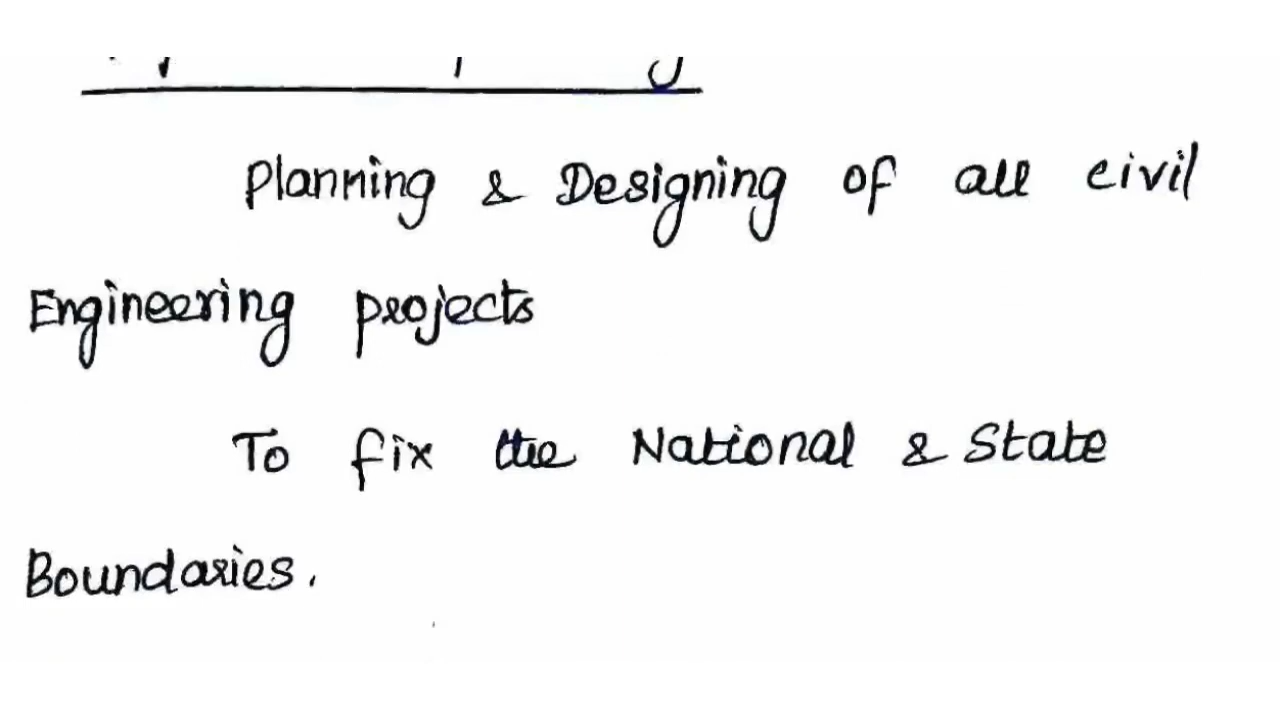 Planning & Designing of all civil
Engineering projects
To fix the National & State
Boundaries.